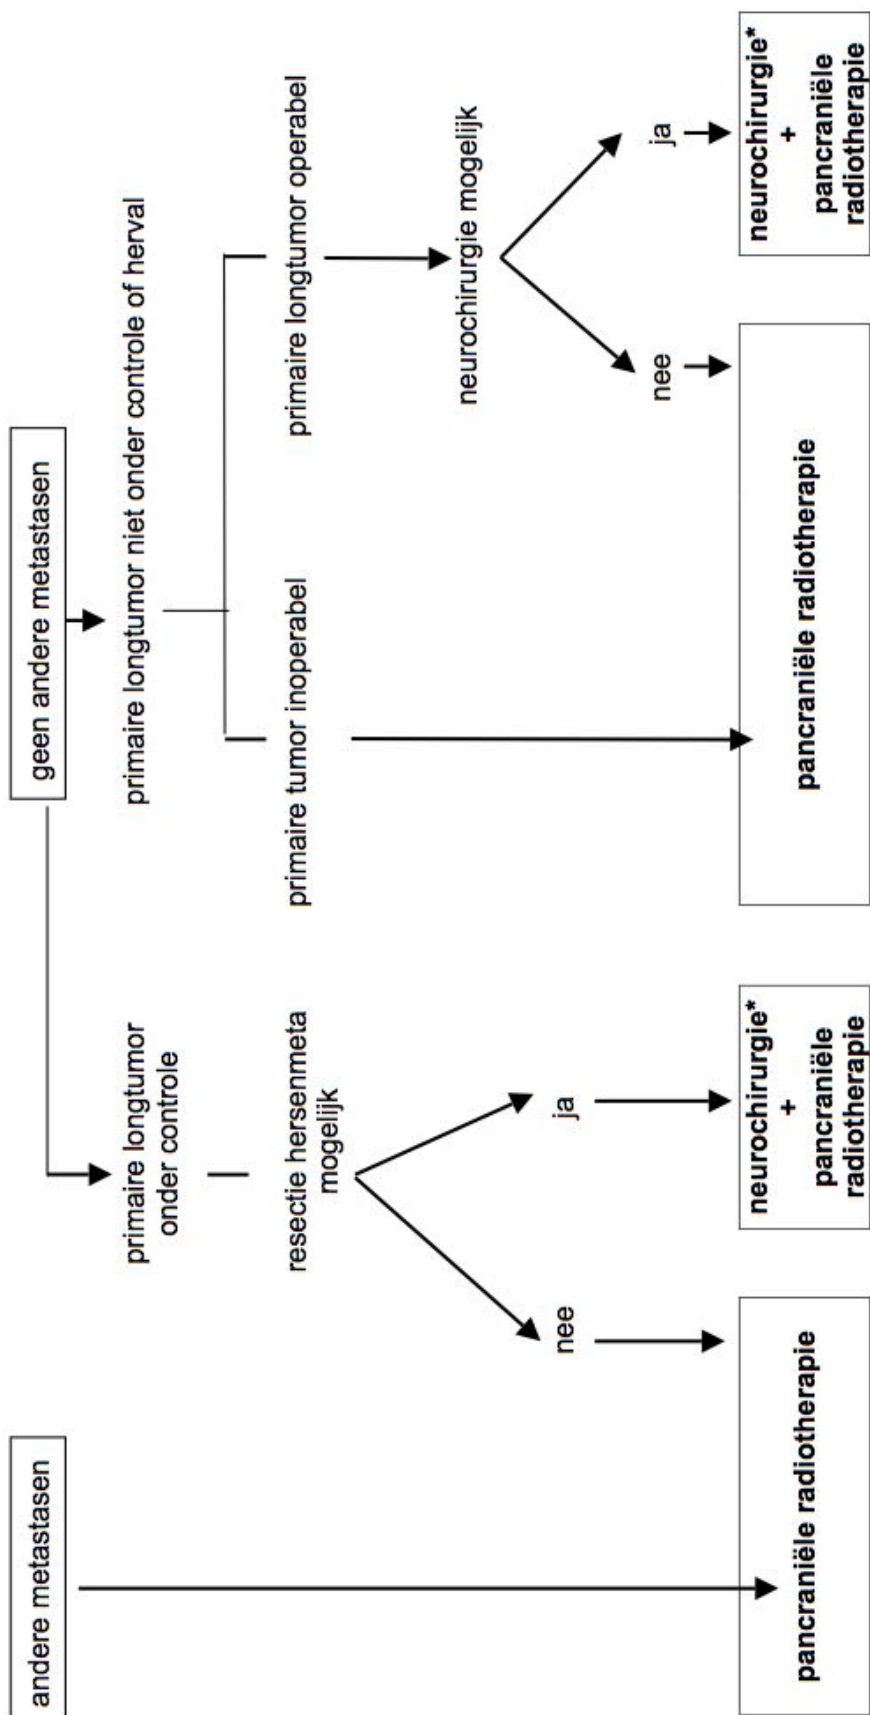 andere metastasen
geen andere metastasen
primaire longtumor
onder controle
primaire longtumor niet onder controle of herval
resectie hersenmeta
mogelijk
primaire tumor inoperabel
primaire longtumor operabel
neurochirurgie mogelijk
nee
ja
nee
ja
pancraniële radiotherapie
neurochirurgie*
+
pancraniële
radiotherapie
pancraniële radiotherapie
neurochirurgie*
+
pancraniële
radiotherapie